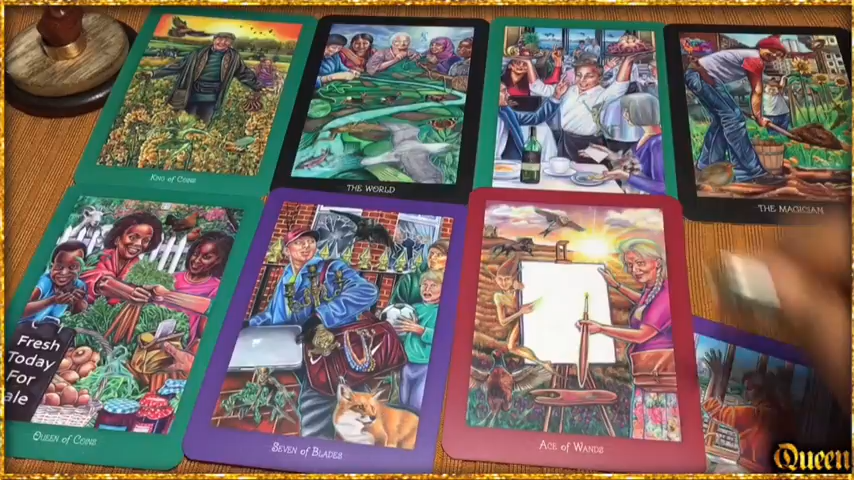 King of Coins
THE WORLD
THE MAGICIAN
Fresh
Today
For
ale
Queen of Coins
Seven of Blades
Ace of Wands
Queen